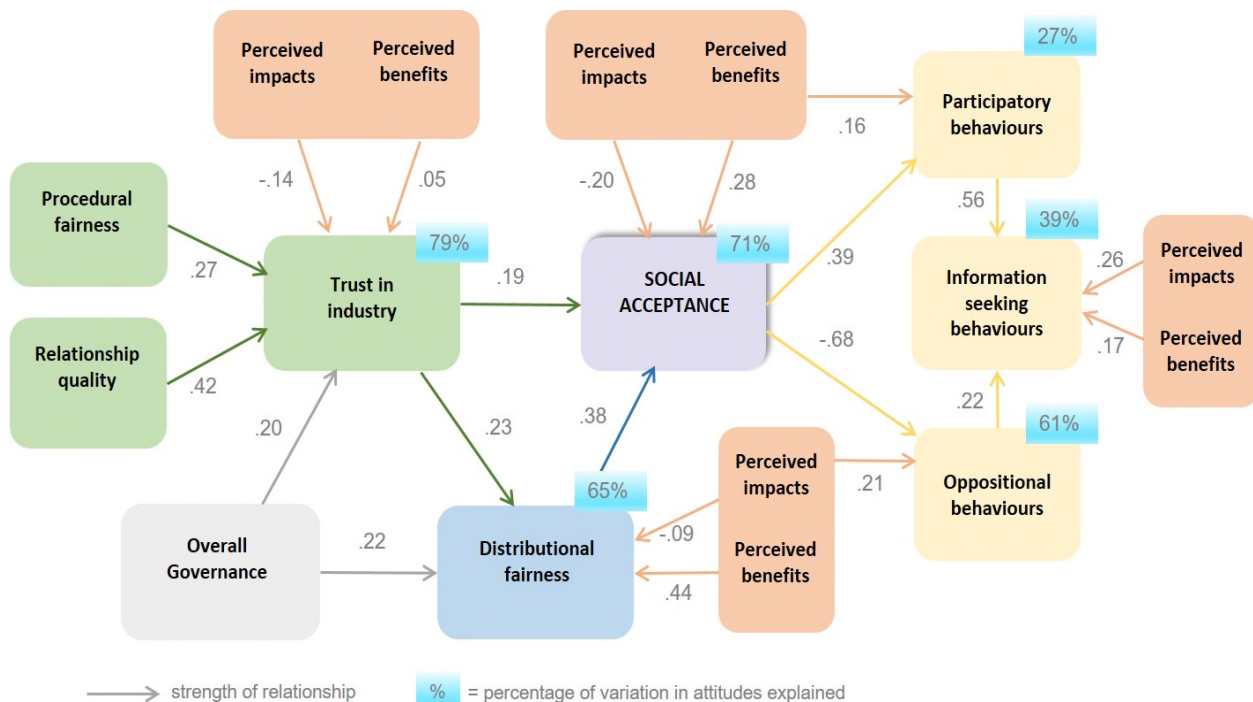 Perceived
impacts
Perceived
benefits
Perceived
impacts
Perceived
benefits
27%
Participatory
behaviours
.16
-.14
.05
-.20
.28
Procedural
fairness
.27
79%
Trust in
industry
.19
71%
SOCIAL
ACCEPTANCE
.39
.56
39%
Information
seeking
behaviours
.26
.17
Perceived
impacts
Perceived
benefits
Relationship
quality
.42
.20
.23
.38
-.68
.22
61%
Oppositional
behaviours
.21
Perceived
impacts
Perceived
benefits
-.09
.44
65%
Distributional
fairness
.22
Overall
Governance
strength of relationship
% = percentage of variation in attitudes explained